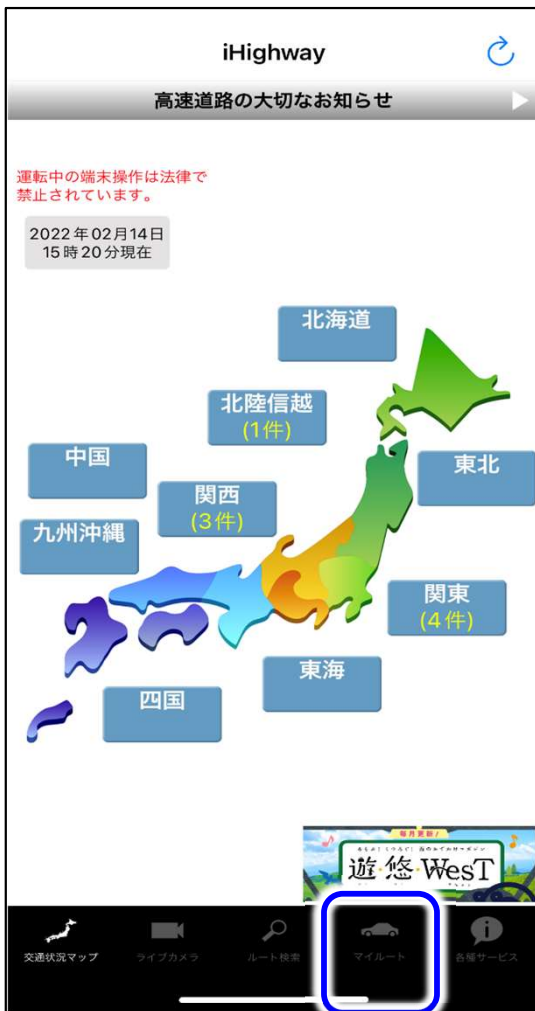 iHighway
高速道路の大切なお知らせ
運転中の端末操作は法律で
禁止されています。
2022年02月14日
15時20分現在
北海道
北陸信越
(1件)
中国
東北
関西
(3件)
九州沖縄
関東
(4件)
東海
四国
毎月更新!
遊・悠・WesT
交通状況マップ
ライブカメラ
ルート検索
マイルート
各種サービス